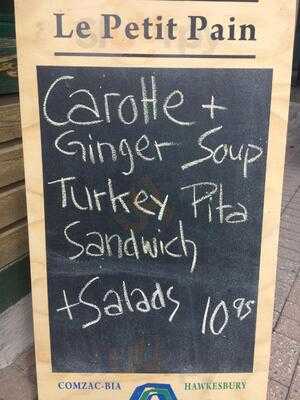 Le Petit Pain
Carotte +
Ginger Soup
Turkey Pita
Sandwich
+ Salads 10.95
COMZAC-BIA HAWKESBURY